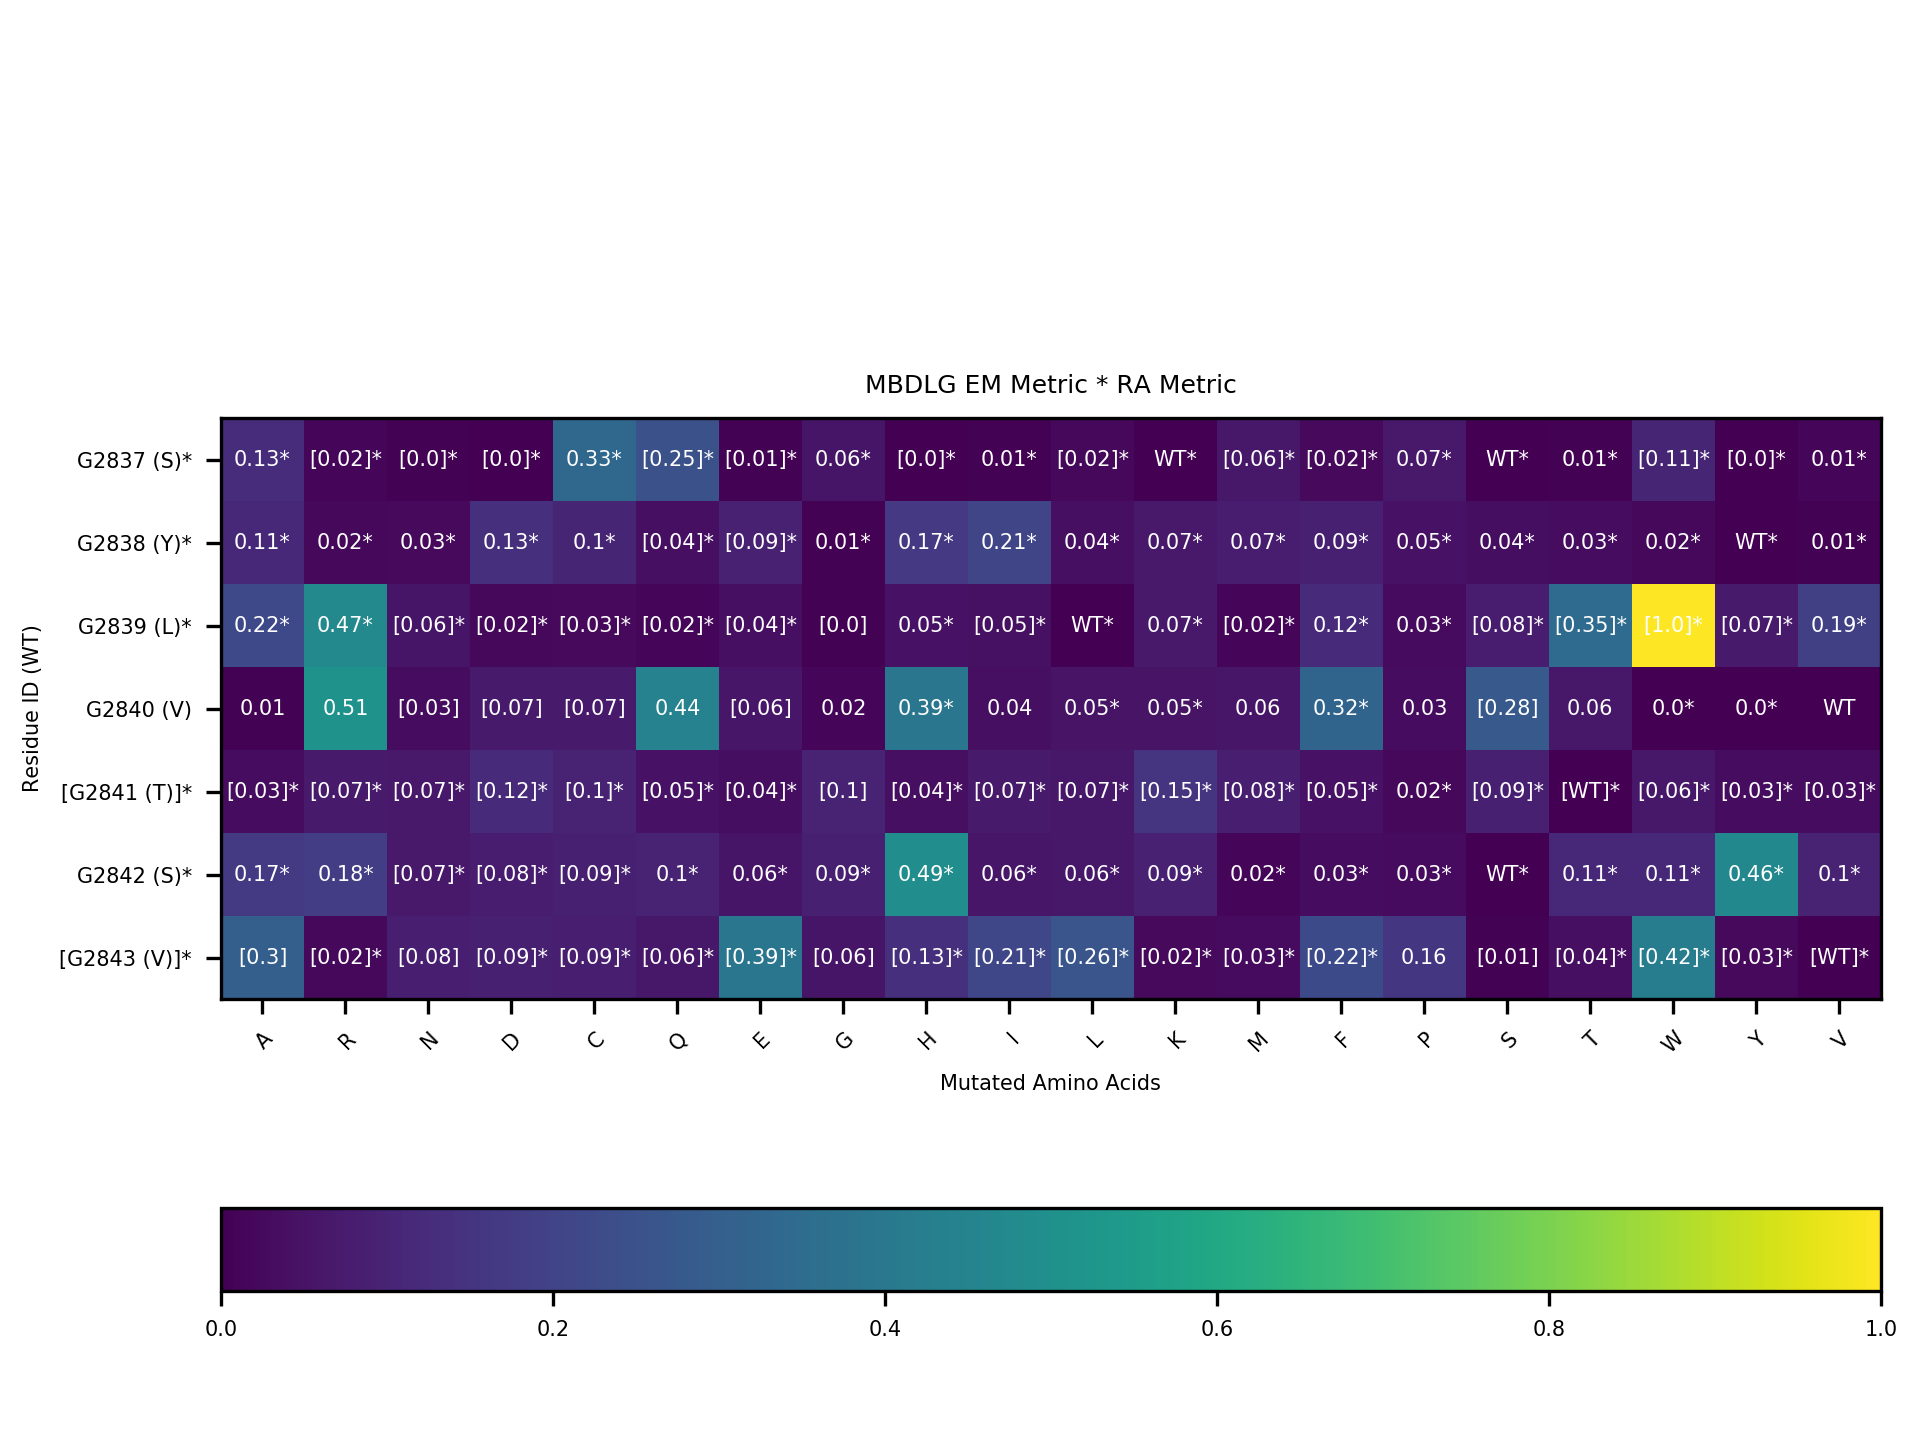 MBDLG EM Metric * RA Metric
Residue ID (WT)
G2837 (S)* 0.13* [0.02]* [0.0]* [0.0]* 0.33* [0.25]* [0.01]* 0.06* [0.0]* 0.01* [0.02]* WT* [0.06]* [0.02]* 0.07* WT* 0.01* [0.11]* [0.0]* 0.01*
G2838 (Y)* 0.11* 0.02* 0.03* 0.13* 0.1* [0.04]* [0.09]* 0.01* 0.17* 0.21* 0.04* 0.07* 0.07* 0.09* 0.05* 0.04* 0.03* 0.02* WT* 0.01*
G2839 (L)* 0.22* 0.47* [0.06]* [0.02]* [0.03]* [0.02]* [0.04]* [0.0] 0.05* [0.05]* WT* 0.07* [0.02]* 0.12* 0.03* [0.08]* [0.35]* [1.0]* [0.07]* 0.19*
G2840 (V) 0.01 0.51 [0.03] [0.07] [0.07] 0.44 [0.06] 0.02 0.39* 0.04 0.05* 0.05* 0.06 0.32* 0.03 [0.28] 0.06 0.0* 0.0* WT
[G2841 (T)]* [0.03]* [0.07]* [0.07]* [0.12]* [0.1]* [0.05]* [0.04]* [0.1] [0.04]* [0.07]* [0.07]* [0.15]* [0.08]* [0.05]* 0.02* [0.09]* [WT]* [0.06]* [0.03]* [0.03]*
G2842 (S)* 0.17* 0.18* [0.07]* [0.08]* [0.09]* 0.1* 0.06* 0.09* 0.49* 0.06* 0.06* 0.09* 0.02* 0.03* 0.03* WT* 0.11* 0.11* 0.46* 0.1*
[G2843 (V)]* [0.3] [0.02]* [0.08] [0.09]* [0.09]* [0.06]* [0.39]* [0.06] [0.13]* [0.21]* [0.26]* [0.02]* [0.03]* [0.22]* 0.16 [0.01] [0.04]* [0.42]* [0.03]* [WT]*
A R N D C Q E G H I L K M F P S T W Y V
Mutated Amino Acids
0.0 0.2 0.4 0.6 0.8 1.0